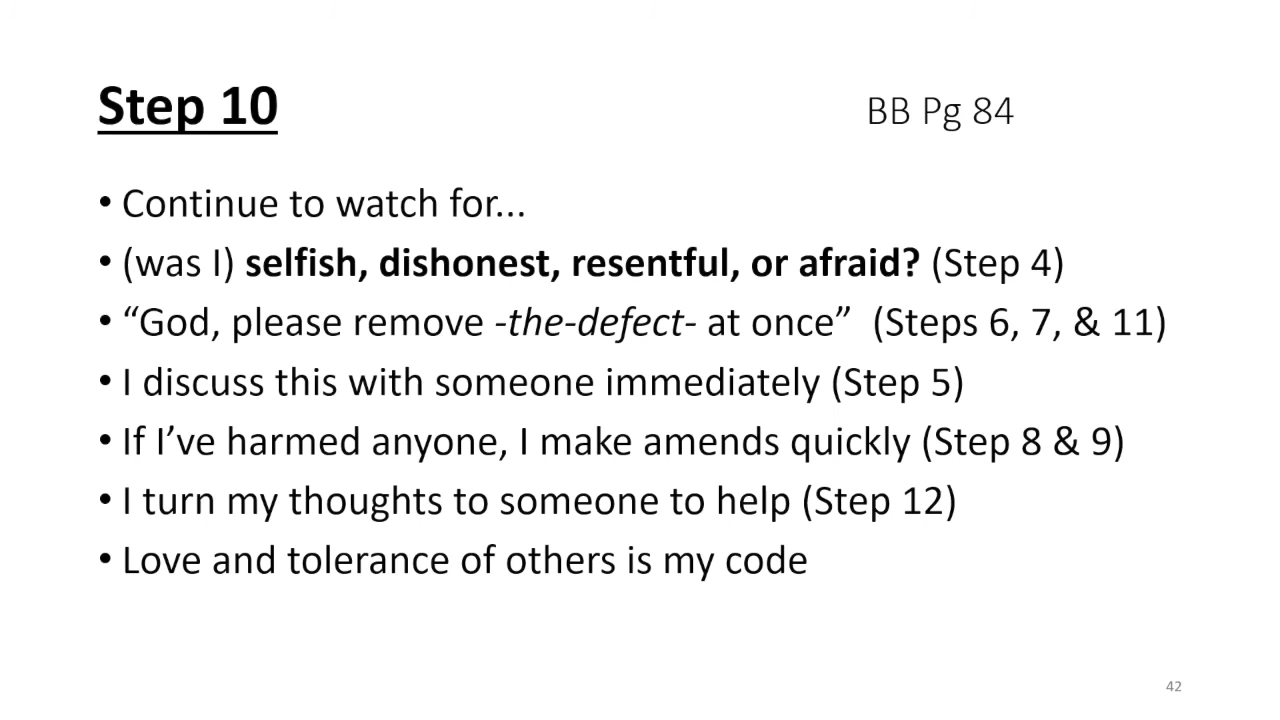 Step 10
BB Pg 84
• Continue to watch for...
• (was I) selfish, dishonest, resentful, or afraid? (Step 4)
• “God, please remove -the-defect- at once”  (Steps 6, 7, & 11)
• I discuss this with someone immediately (Step 5)
• If I’ve harmed anyone, I make amends quickly (Step 8 & 9)
• I turn my thoughts to someone to help (Step 12)
• Love and tolerance of others is my code
42